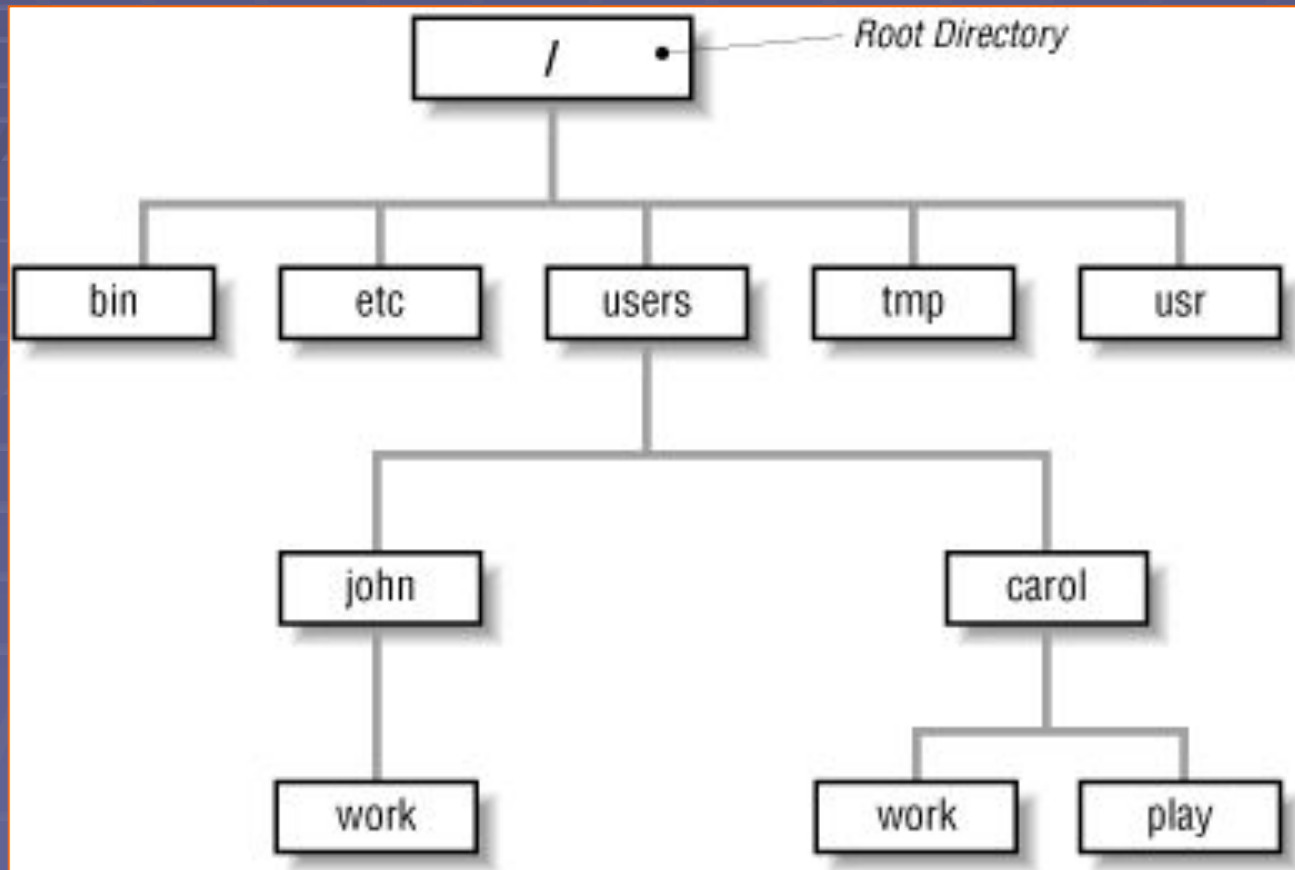 /
Root Directory
bin
etc
users
tmp
usr
john
carol
work
work
play